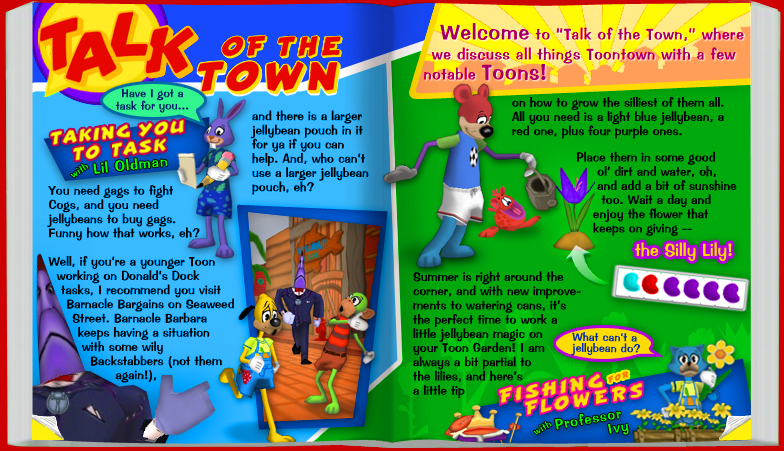 TALK OF THE
TOWN
Have I got a
task for you...
TAKING YOU
TO TASK
with Lil Oldman
You need gags to fight
Cogs, and you need
jellybeans to buy gags.
Funny how that works, eh?
Well, if you're a younger Toon
working on Donald's Dock
tasks, I recommend you visit
Barnacle Bargains on Seaweed
Street. Barnacle Barbara
keeps having a situation
with some wily
Backstabbers (not them
again!),
and there is a larger
jellybean pouch in it
for ya if you can
help. And, who can't
use a larger jellybean
pouch, eh?
Welcome to "Talk of the Town," where
we discuss all things Toontown with a few
notable Toons!
Summer is right around the
corner, and with new improve-
ments to watering cans, it's
the perfect time to work a
little jellybean magic on
your Toon Garden! I am
always a bit partial to
the lilies, and here's
a little tip
on how to grow the silliest of them all.
All you need is a light blue jellybean, a
red one, plus four purple ones.
Place them in some good
ol' dirt and water, oh,
and add a bit of sunshine
too. Wait a day and
enjoy the flower that
keeps on giving --
the Silly Lily!
What can't a
jellybean do?
FISHING FOR
FLOWERS
with Professor
Ivy